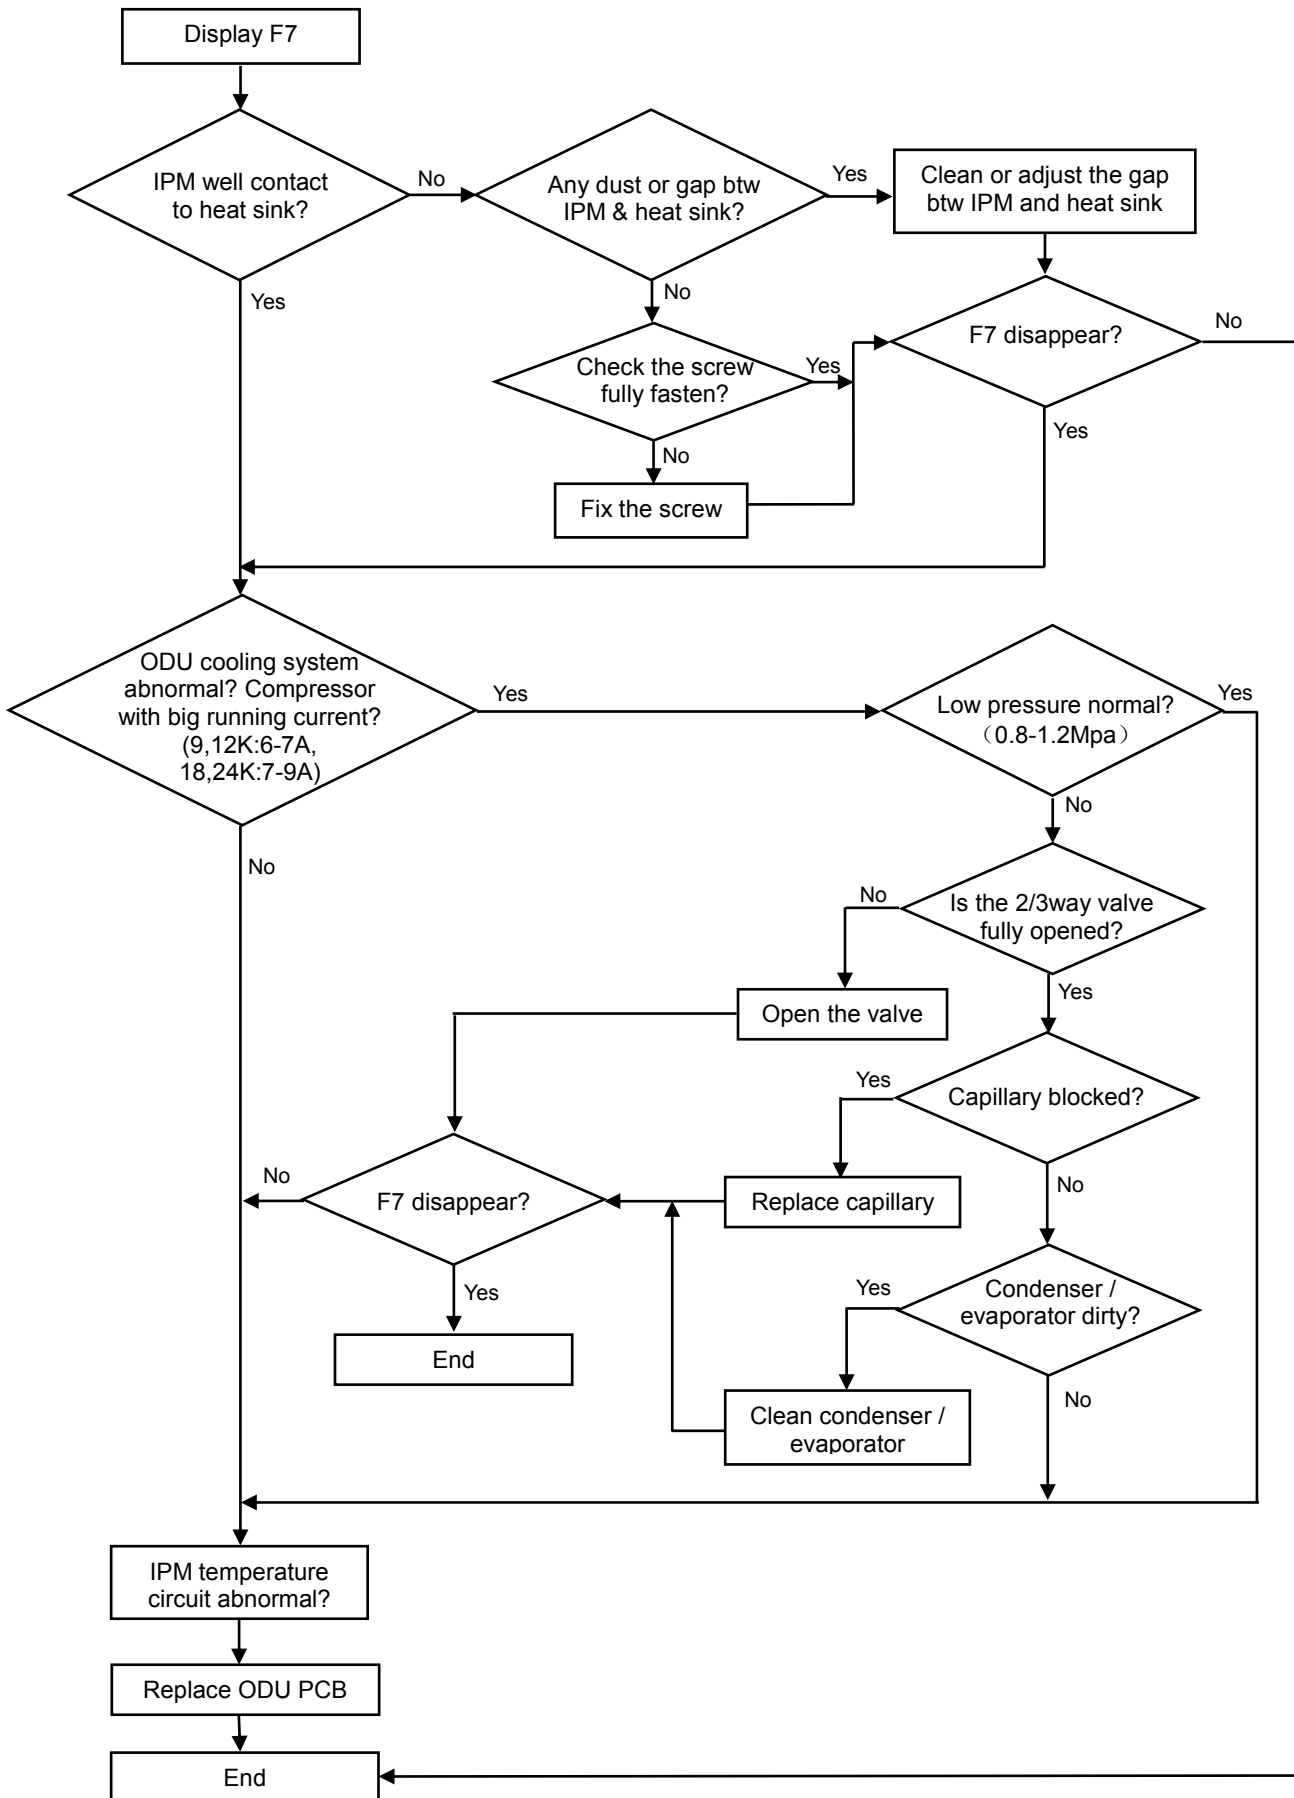 Display F7
IPM well contact
to heat sink?
No
Any dust or gap btw
IPM & heat sink?
Yes
Clean or adjust the gap
btw IPM and heat sink
Yes
No
F7 disappear?
No
Check the screw
fully fasten?
Yes
Yes
No
Fix the screw
ODU cooling system
abnormal? Compressor
with big running current?
(9,12K:6-7A,
18,24K:7-9A)
Yes
Low pressure normal?
（0.8-1.2Mpa）
Yes
No
No
Is the 2/3way valve
fully opened?
No
Yes
Open the valve
Capillary blocked?
Yes
No
Replace capillary
F7 disappear?
No
Yes
End
Condenser /
evaporator dirty?
Yes
No
Clean condenser /
evaporator
IPM temperature
circuit abnormal?
Replace ODU PCB
End